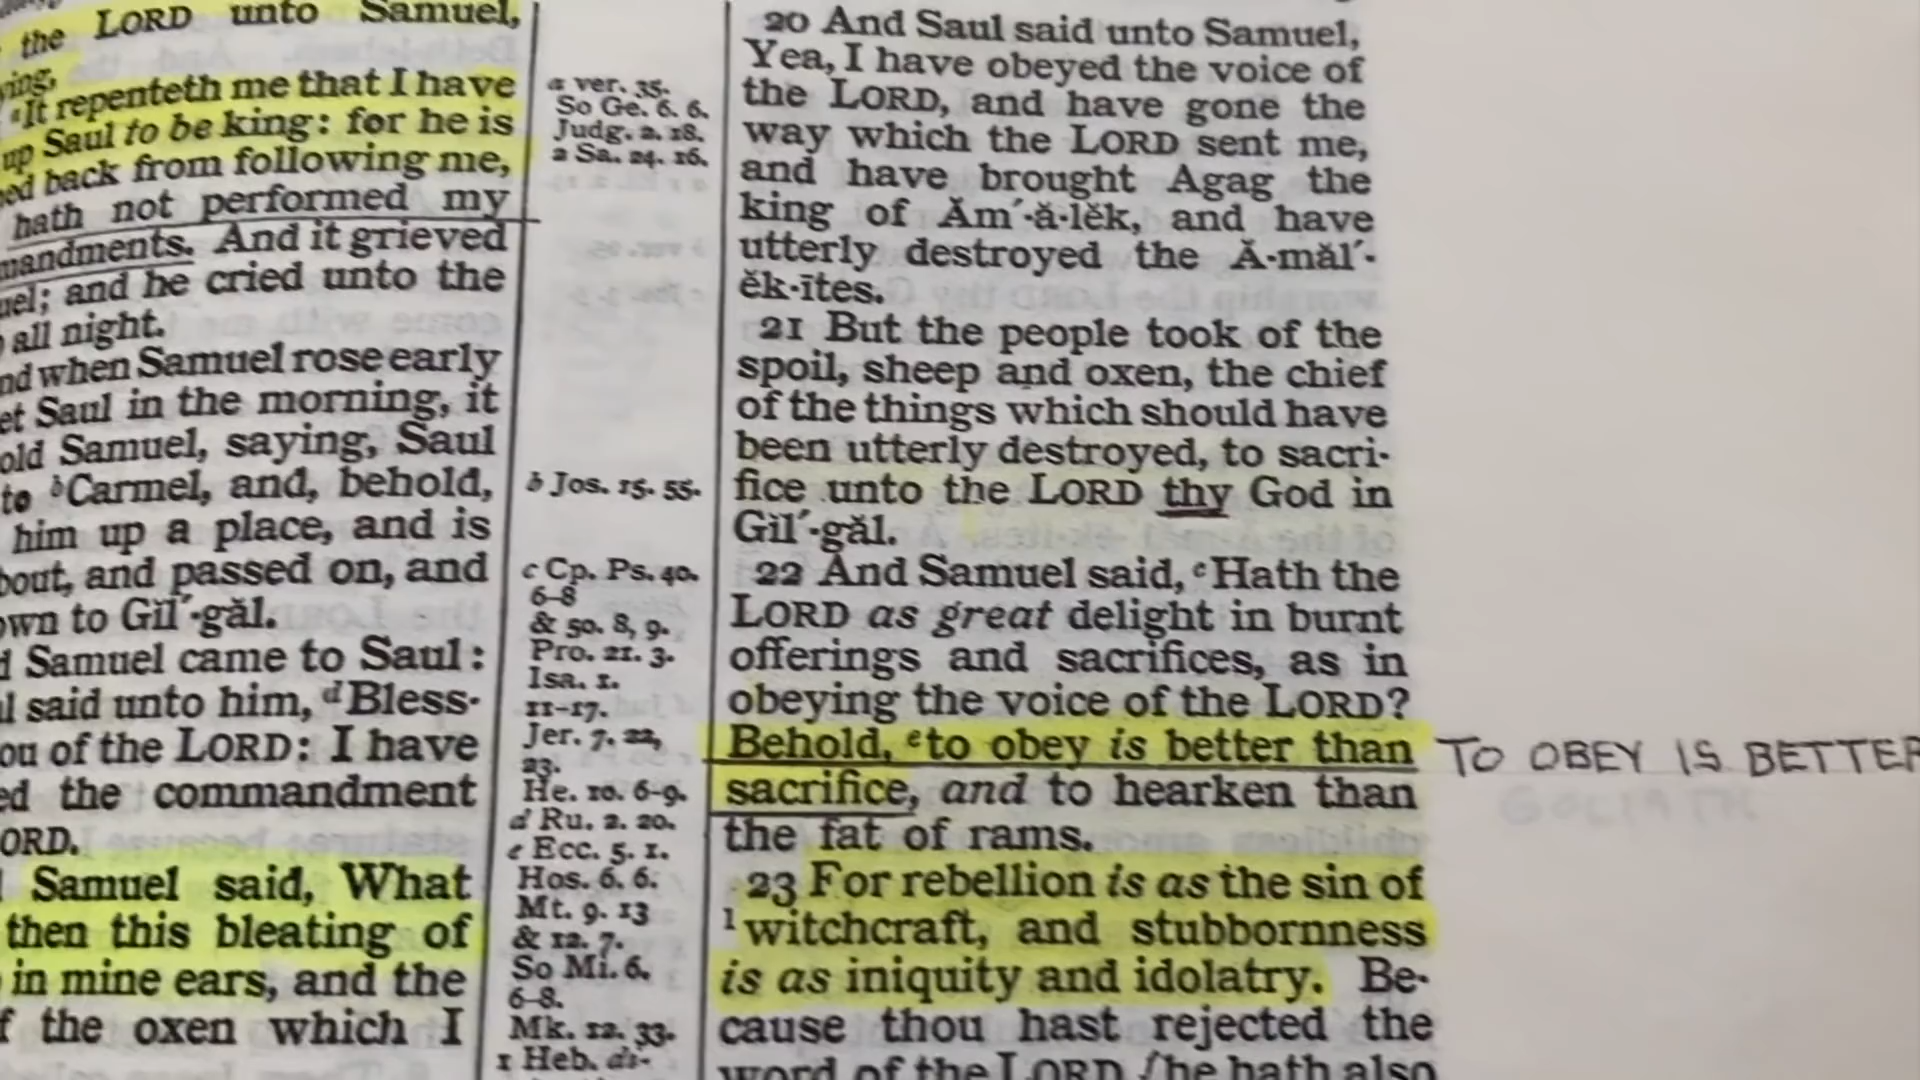 the LORD unto Samuel,
It repenteth me that I have
up Saul to be king: for he is
back from following me,
hath not performed my
And it grieved
and he cried unto the
all night.
when Samuel rose early
Saul in the morning, it
Samuel, saying, Saul
to bCarmel, and, behold,
him up a place, and is
and passed on, and
to Gĭl´·găl.
Samuel came to Saul:
said unto him, dBless-
of the LORD: I have
the commandment
Samuel said, What
then this bleating of
in mine ears, and the
the oxen which I
a ver. 35.
So Ge. 6. 6.
Judg. 2. 18.
2 Sa. 24. 16.
b Jos. 15. 55.
c Cp. Ps. 40.
6-8
& 50. 8, 9.
Pro. 21. 3.
Isa. 1.
11-17.
Jer. 7. 22,
23.
He. 10. 6-9.
d Ru. 2. 20.
e Ecc. 5. 1.
Hos. 6. 6.
Mt. 9. 13
& 12. 7.
So Mi. 6.
6-8.
Mk. 12. 33.
1 Heb. di-
20 And Saul said unto Samuel,
Yea, I have obeyed the voice of
the LORD, and have gone the
way which the LORD sent me,
and have brought Agag the
king of Ăm´·ă·lĕk, and have
utterly destroyed the Ă·măl´·
ĕk·ītes.
21 But the people took of the
spoil, sheep and oxen, the chief
of the things which should have
been utterly destroyed, to sacri-
fice unto the LORD thy God in
Gĭl´·găl.
22 And Samuel said, cHath the
LORD as great delight in burnt
offerings and sacrifices, as in
obeying the voice of the LORD?
Behold, eto obey is better than
sacrifice, and to hearken than
the fat of rams.
23 For rebellion is as the sin of
1witchcraft, and stubbornness
is as iniquity and idolatry. Be-
cause thou hast rejected the
word of the LORD, he hath also
TO OBEY IS BETTER